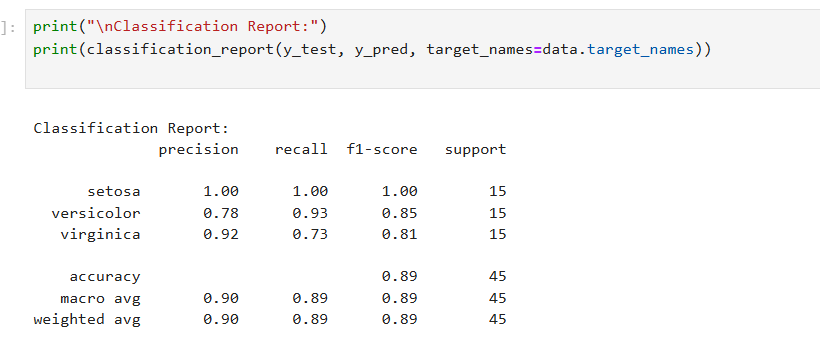 ]: print("\nClassification Report:")
print(classification_report(y_test, y_pred, target_names=data.target_names))
Classification Report:
precision recall f1-score support
setosa 1.00 1.00 1.00 15
versicolor 0.78 0.93 0.85 15
virginica 0.92 0.73 0.81 15
accuracy 0.89 45
macro avg 0.90 0.89 0.89 45
weighted avg 0.90 0.89 0.89 45